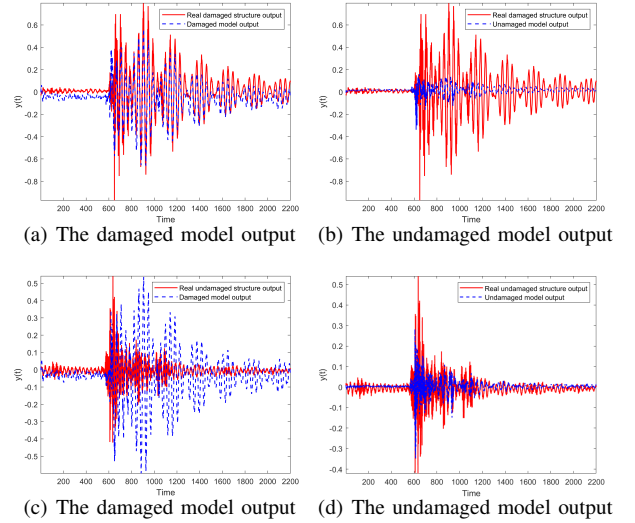 Real damaged structure output
Damaged model output
0.6
0.4
0.2
0
-0.2
-0.4
-0.6
-0.8
y(t)
200 400 600 800 1000 1200 1400 1600 1800 2000 2200
Time
(a) The damaged model output
Real damaged structure output
Unamaged model output
0.6
0.4
0.2
0
-0.2
-0.4
-0.6
-0.8
y(t)
200 400 600 800 1000 1200 1400 1600 1800 2000 2200
Time
(b) The undamaged model output
Real undamaged structure output
Damaged model output
0.5
0.4
0.3
0.2
0.1
0
-0.1
-0.2
-0.3
-0.4
-0.5
y(t)
200 400 600 800 1000 1200 1400 1600 1800 2000 2200
Time
(c) The damaged model output
Real undamaged structure output
Undamaged model output
0.5
0.4
0.3
0.2
0.1
0
-0.1
-0.2
-0.3
-0.4
y(t)
200 400 600 800 1000 1200 1400 1600 1800 2000 2200
Time
(d) The undamaged model output